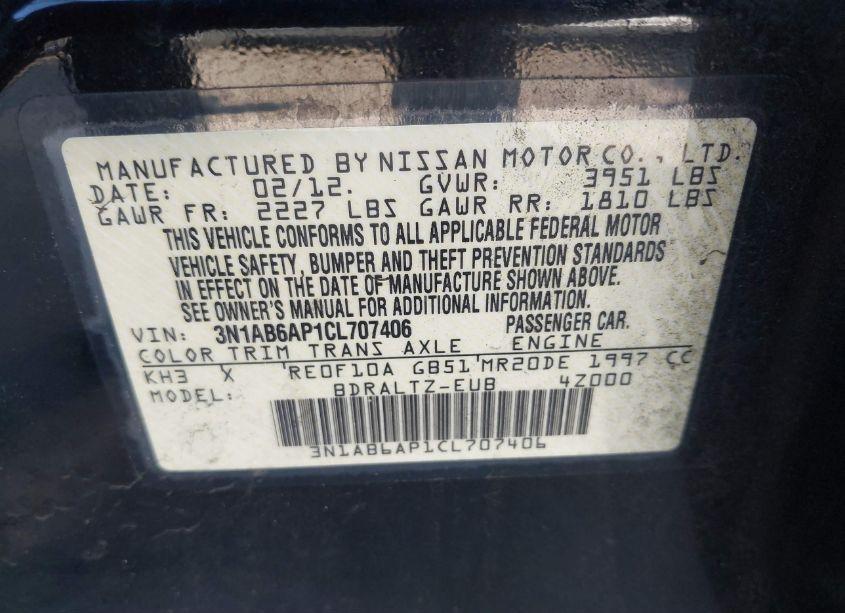 MANUFACTURED BY NISSAN MOTOR CO., LTD.
DATE: 02/12. GVWR: 3951 LBS
GAWR FR: 2227 LBS GAWR RR: 1810 LBS
THIS VEHICLE CONFORMS TO ALL APPLICABLE FEDERAL MOTOR
VEHICLE SAFETY, BUMPER AND THEFT PREVENTION STANDARDS
IN EFFECT ON THE DATE OF MANUFACTURE SHOWN ABOVE.
SEE OWNER'S MANUAL FOR ADDITIONAL INFORMATION.
VIN: 3N1AB6AP1CL707406 PASSENGER CAR.
COLOR TRIM TRANS AXLE ENGINE
KH3 X RE0F10A GB51 MR20DE 1997 CC
MODEL: BDRALTZ-EUB 4Z000
3N1AB6AP1CL707406